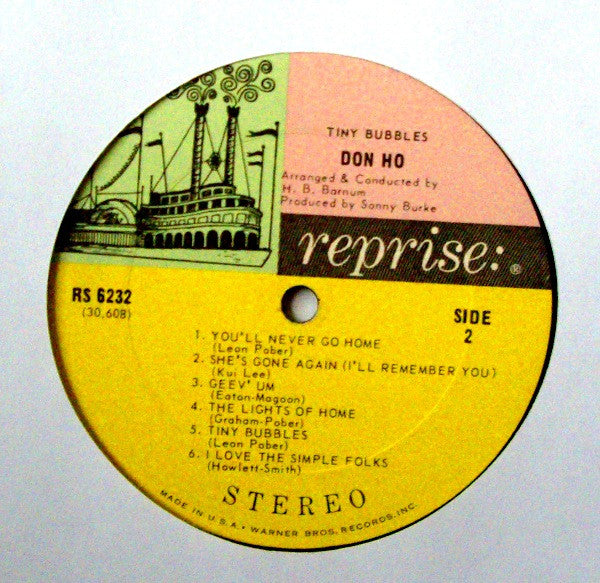 TINY BUBBLES
DON HO
Arranged & Conducted by
H. B. Barnum
Produced by Sonny Burke
reprise:®
RS 6232
(30,608)
SIDE
2
1. YOU'LL NEVER GO HOME
(Leon Pober)
2. SHE'S GONE AGAIN (I'LL REMEMBER YOU)
(Kui Lee)
3. GEEV' UM
(Eaton-Magoon)
4. THE LIGHTS OF HOME
(Graham-Pober)
5. TINY BUBBLES
(Leon Pober)
6. I LOVE THE SIMPLE FOLKS
(Howlett-Smith)
STEREO
MADE IN U.S.A. • WARNER BROS. RECORDS, INC.